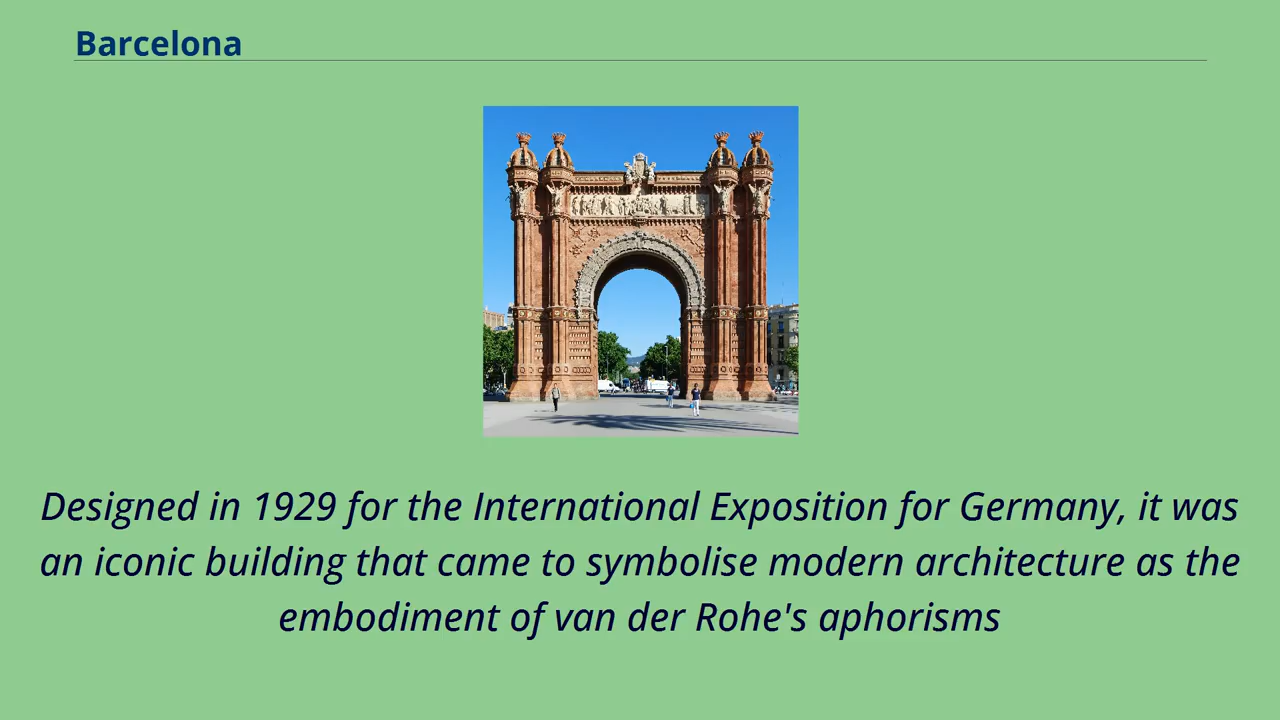 Barcelona
Designed in 1929 for the International Exposition for Germany, it was
an iconic building that came to symbolise modern architecture as the
embodiment of van der Rohe's aphorisms